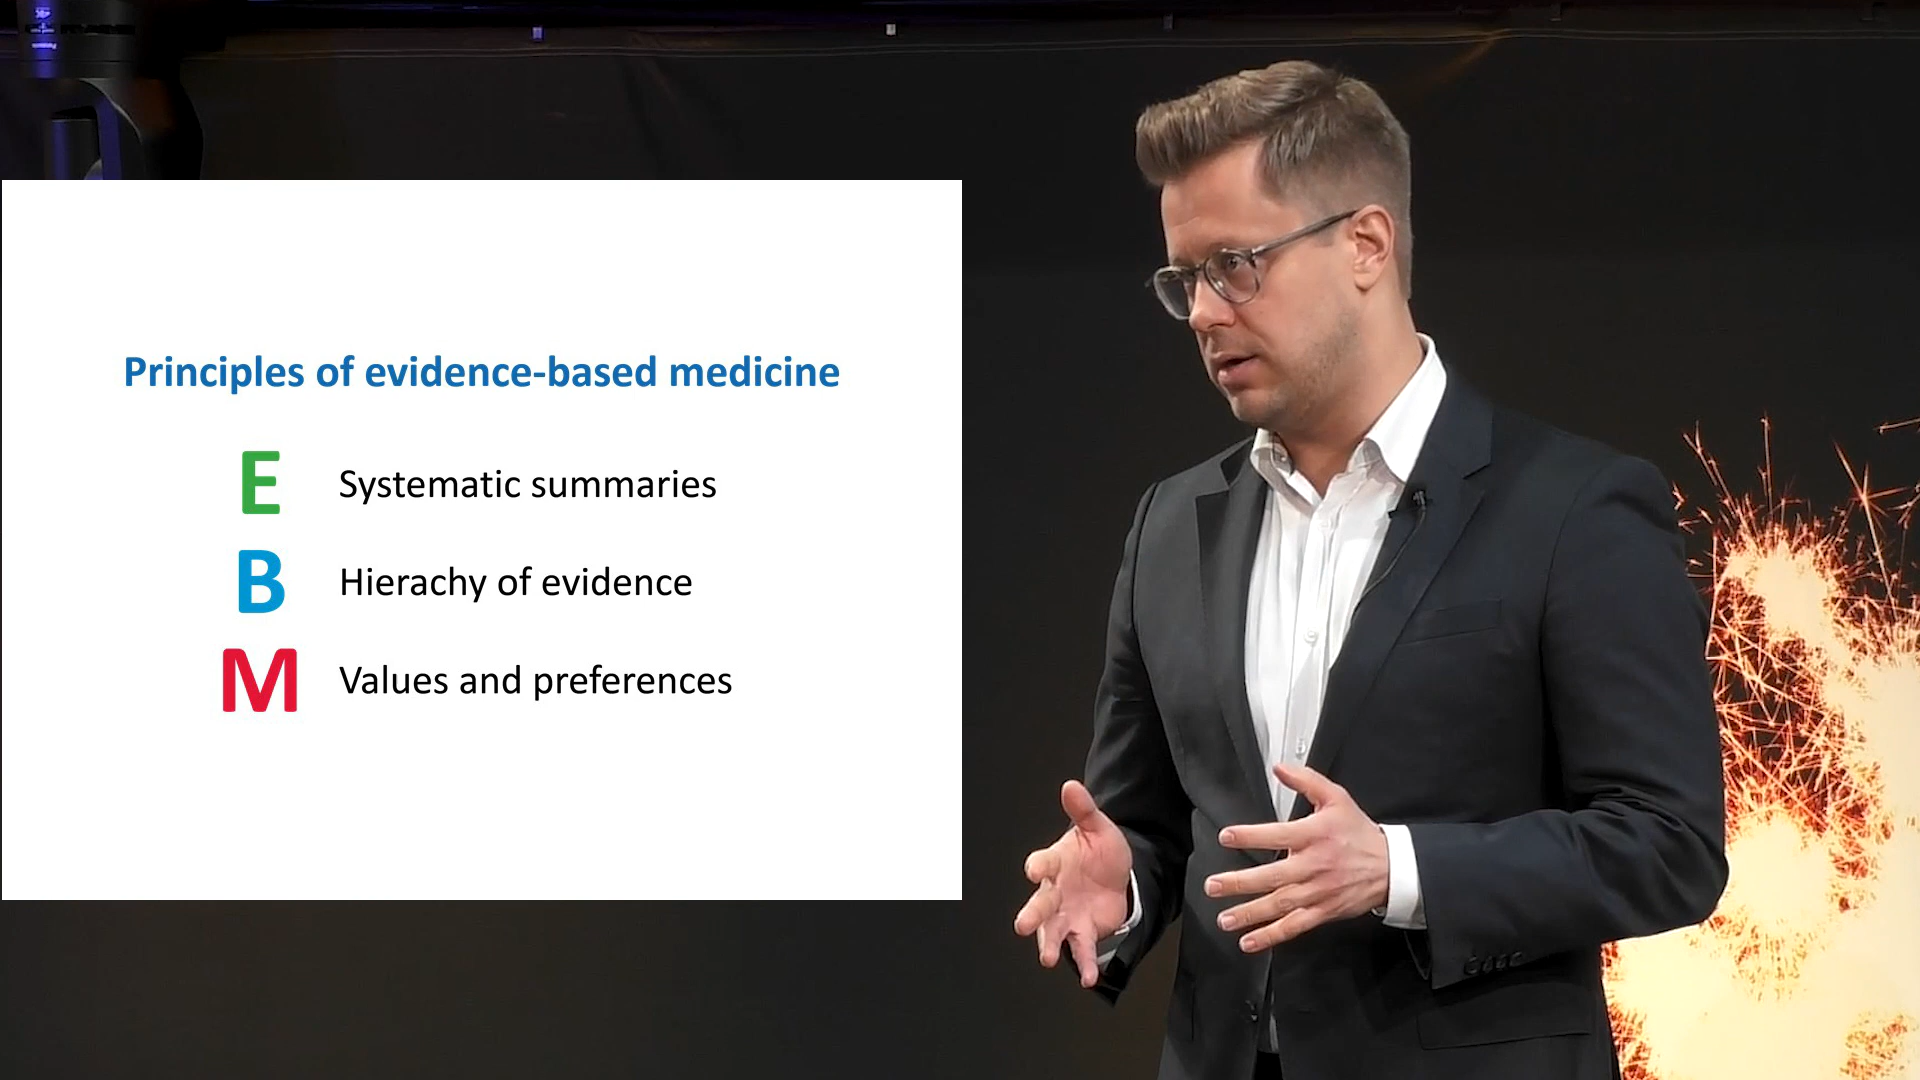 Principles of evidence-based medicine
E Systematic summaries
B Hierachy of evidence
M Values and preferences